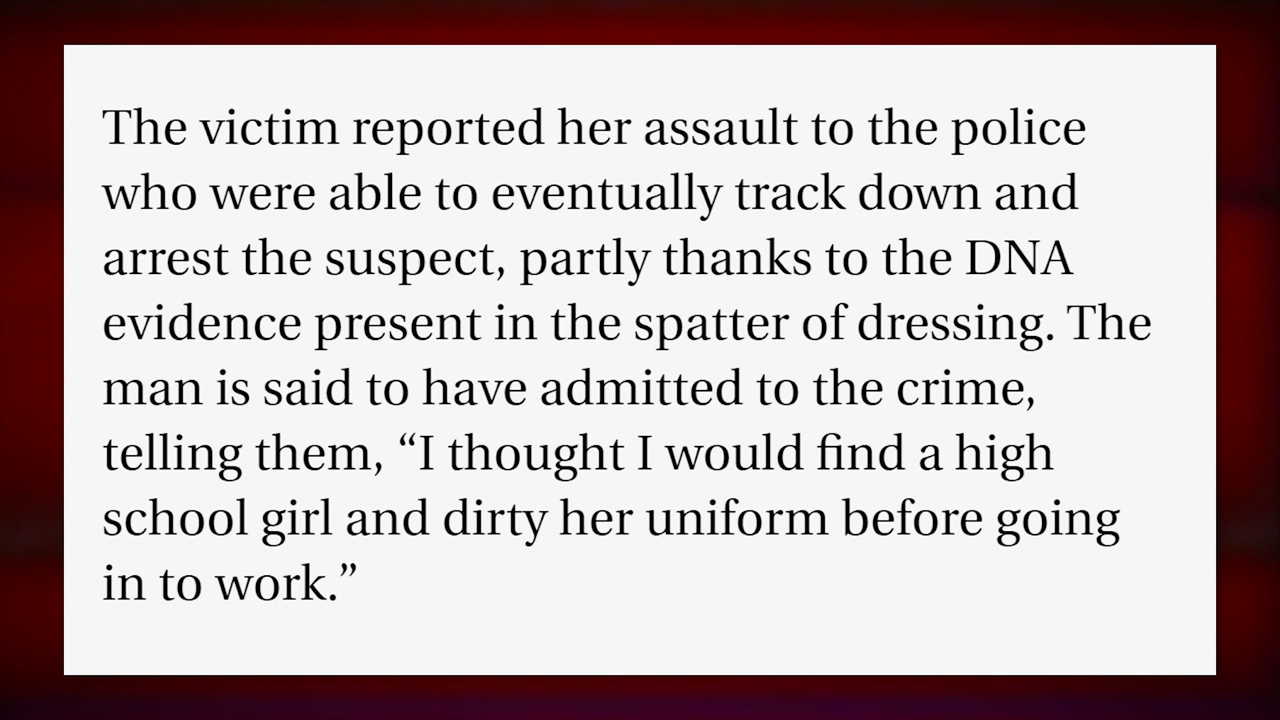 The victim reported her assault to the police
who were able to eventually track down and
arrest the suspect, partly thanks to the DNA
evidence present in the spatter of dressing. The
man is said to have admitted to the crime,
telling them, “I thought I would find a high
school girl and dirty her uniform before going
in to work.”